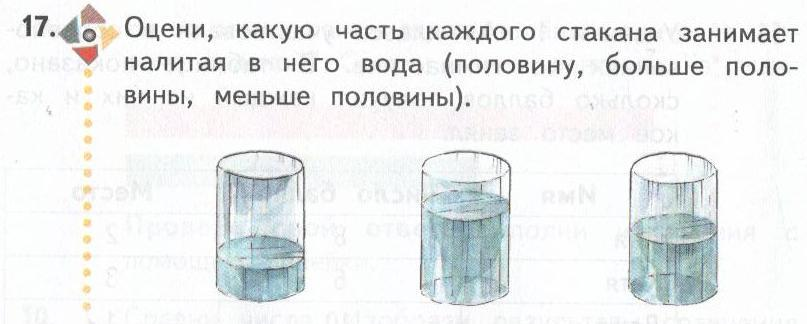 17. Оцени, какую часть каждого стакана занимает
налитая в него вода (половину, больше поло-
вины, меньше половины).